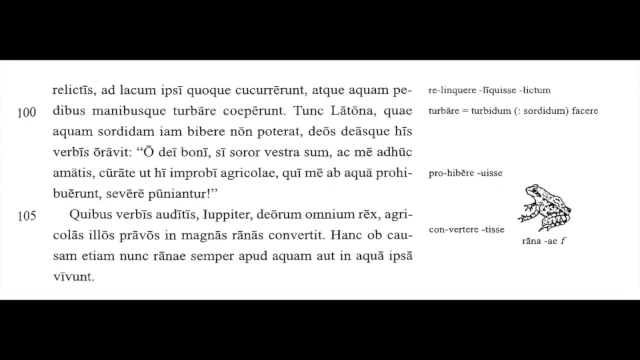 relictīs, ad lacum ipsī quoque cucurrērunt, atque aquam pe-
re-linquere -līquisse -lictum
100 dibus manibusque turbāre coepērunt. Tunc Lātōna, quae
turbāre = turbidum (: sordidum) facere
aquam sordidam iam bibere nōn poterat, deōs deāsque hīs
verbīs ōrāvit: “Ō deī bonī, sī soror vestra sum, ac mē adhūc
amātis, cūrāte ut hī improbī agricolae, quī mē ab aquā prohi-
pro-hibēre -uisse
buērunt, sevērē pūniantur!”
105 Quibus verbīs audītīs, Iuppiter, deōrum omnium rēx, agri-
colās illōs prāvōs in magnās rānās convertit. Hanc ob cau-
con-vertere -tisse
rāna -ae f
sam etiam nunc rānae semper apud aquam aut in aquā ipsā
vīvunt.